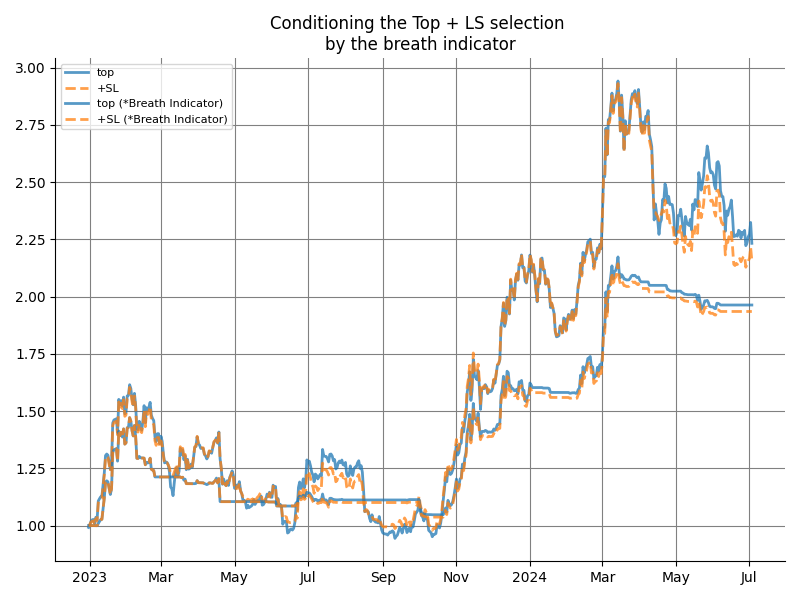 Conditioning the Top + LS selection
by the breath indicator
3.00
2.75
2.50
2.25
2.00
1.75
1.50
1.25
1.00
top
+SL
top (*Breath Indicator)
+SL (*Breath Indicator)
2023 Mar May Jul Sep Nov 2024 Mar May Jul